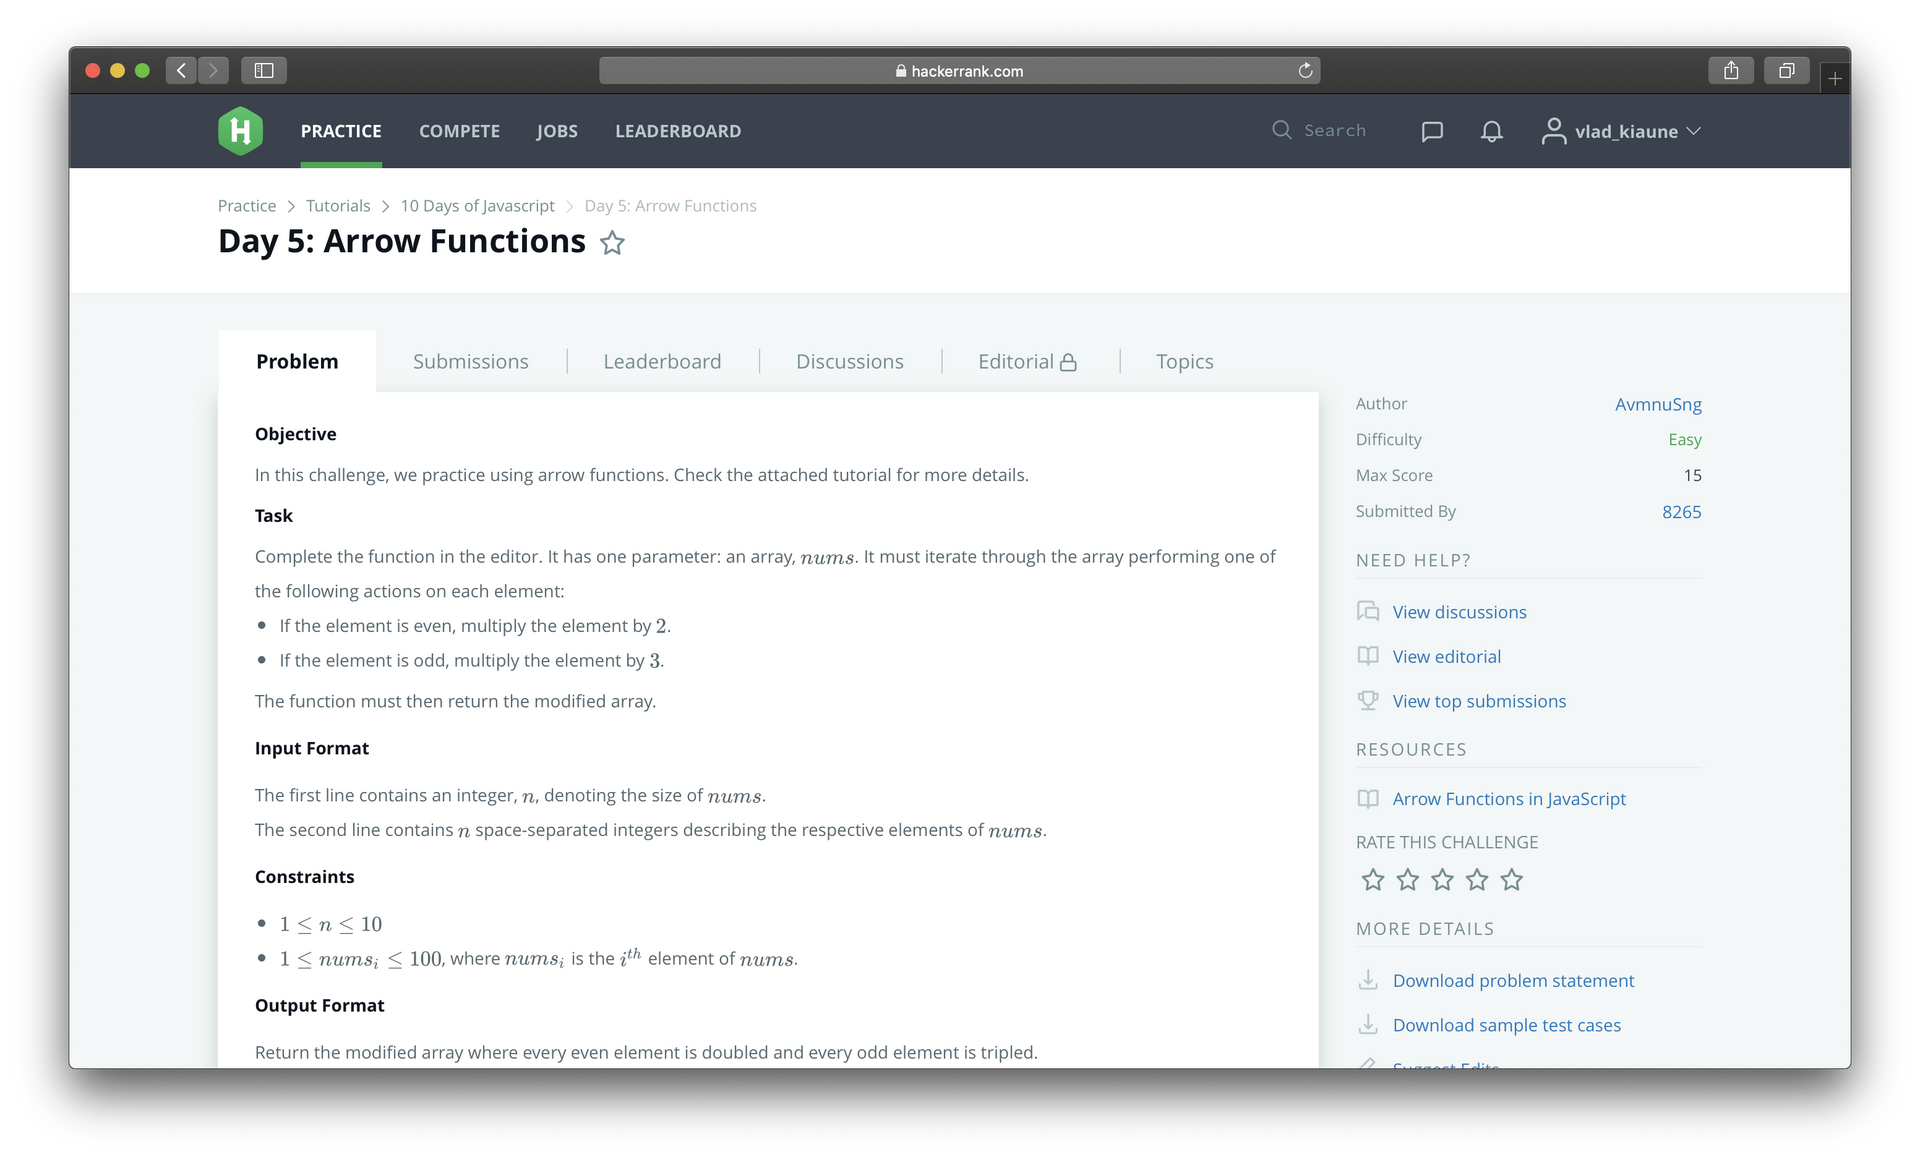 hackerrank.com
H
PRACTICE COMPETE JOBS LEADERBOARD Search vlad_kiaune
Practice > Tutorials > 10 Days of Javascript > Day 5: Arrow Functions
Day 5: Arrow Functions
Problem Submissions Leaderboard Discussions Editorial Topics
Objective
In this challenge, we practice using arrow functions. Check the attached tutorial for more details.
Task
Complete the function in the editor. It has one parameter: an array, nums. It must iterate through the array performing one of
the following actions on each element:
• If the element is even, multiply the element by 2.
• If the element is odd, multiply the element by 3.
The function must then return the modified array.
Input Format
The first line contains an integer, n, denoting the size of nums.
The second line contains n space-separated integers describing the respective elements of nums.
Constraints
• 1 ≤ n ≤ 10
• 1 ≤ numsᵢ ≤ 100, where numsᵢ is the iᵗʰ element of nums.
Output Format
Return the modified array where every even element is doubled and every odd element is tripled.
Author AvmnuSng
Difficulty Easy
Max Score 15
Submitted By 8265
NEED HELP?
View discussions
View editorial
View top submissions
RESOURCES
Arrow Functions in JavaScript
RATE THIS CHALLENGE
MORE DETAILS
Download problem statement
Download sample test cases
Suggest Edits